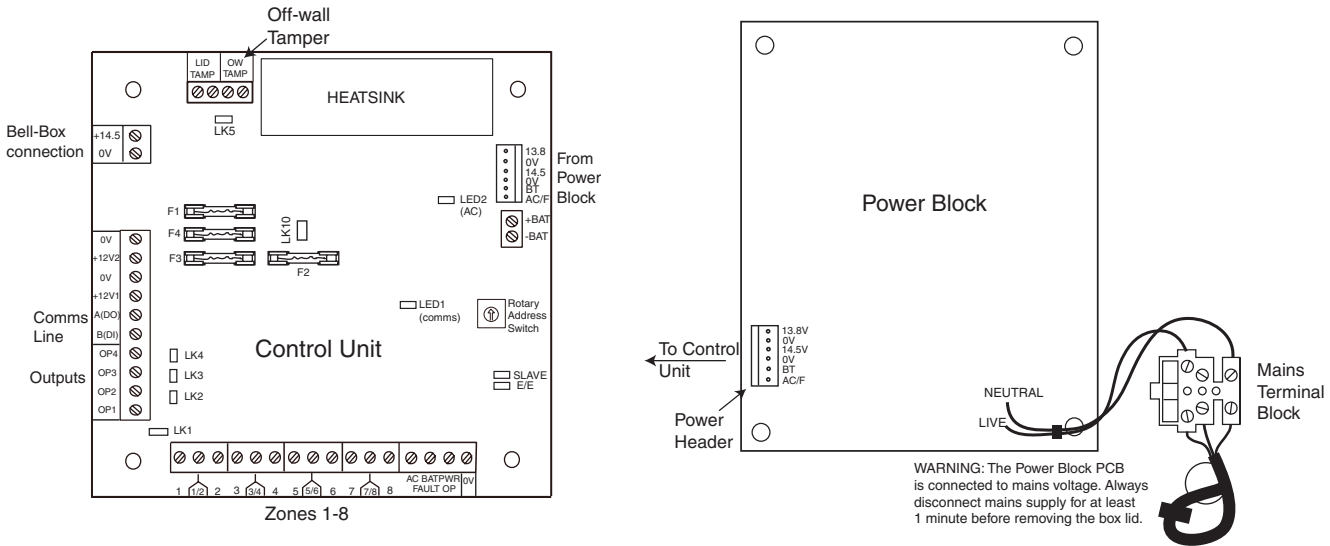 Off-wall
Tamper
LID
TAMP
OW
TAMP
HEATSINK
LK5
Bell-Box
connection
+14.5
0V
13.8
0V
14.5
0V
BT
AC/F
From
Power
Block
LED2
(AC)
+BAT
-BAT
F1
F4
F3
LK10
F2
0V
+12V2
0V
+12V1
A(DO)
B(DI)
OP4
OP3
OP2
OP1
Comms
Line
Outputs
LED1
(comms)
Rotary
Address
Switch
Control Unit
LK4
LK3
LK2
LK1
SLAVE
E/E
1 1/2 2 3 3/4 4 5 5/6 6 7 7/8 8
AC BATPWR
FAULT OP
0V
Zones 1-8
Power Block
13.8V
0V
14.5V
0V
BT
AC/F
To Control
Unit
Power
Header
NEUTRAL
LIVE
Mains
Terminal
Block
WARNING: The Power Block PCB
is connected to mains voltage. Always
disconnect mains supply for at least
1 minute before removing the box lid.